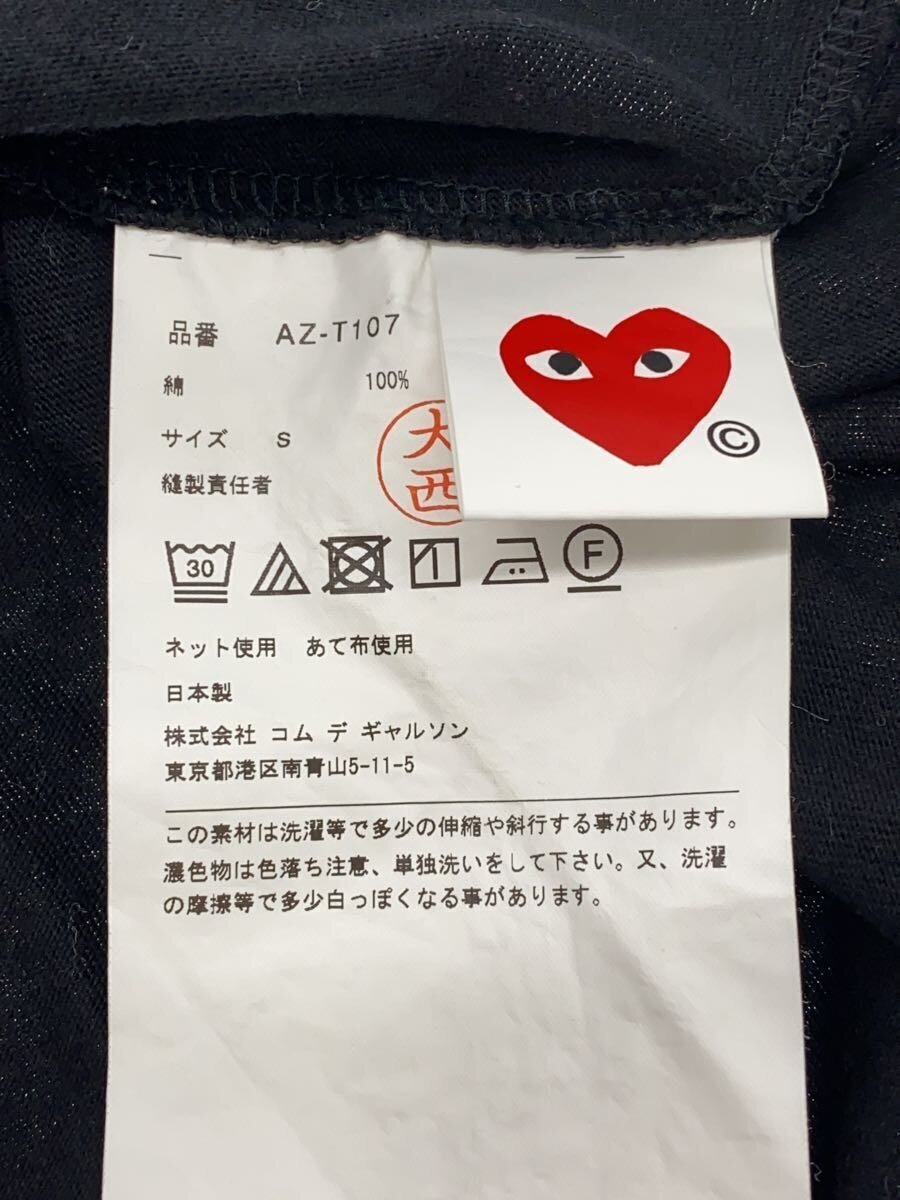 品番 AZ-T107
綿 100%
サイズ S
縫製責任者
大西
©
30
F
ネット使用 あて布使用
日本製
株式会社 コム デ ギャルソン
東京都港区南青山5-11-5
この素材は洗濯等で多少の伸縮や斜行する事があります。
濃色物は色落ち注意、単独洗いをして下さい。又、洗濯
の摩擦等で多少白っぽくなる事があります。